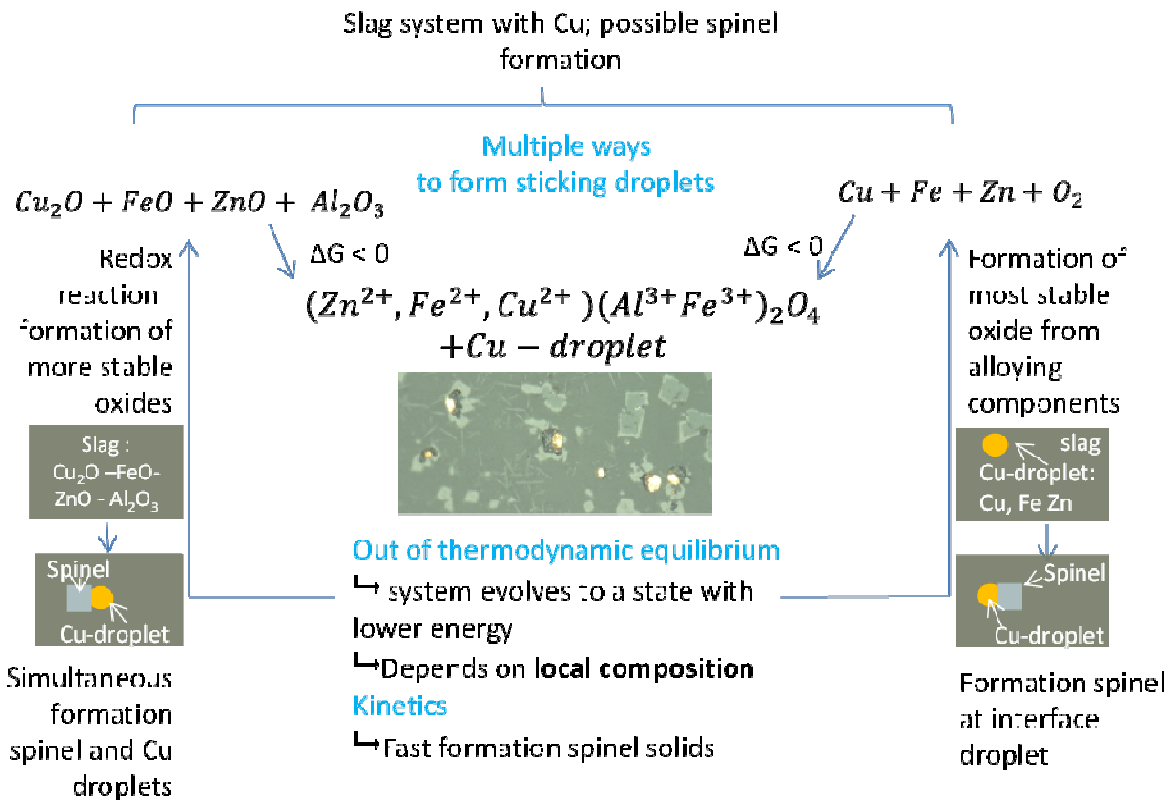 Slag system with Cu; possible spinel
formation
Multiple ways
to form sticking droplets
Cu₂O + FeO + ZnO + Al₂O₃
Cu + Fe + Zn + O₂
ΔG < 0
ΔG < 0
(Zn²⁺, Fe²⁺, Cu²⁺)(Al³⁺Fe³⁺)₂O₄
+Cu − droplet
Redox
reaction
formation of
more stable
oxides
Formation of
most stable
oxide from
alloying
components
Slag :
Cu₂O –FeO-
ZnO - Al₂O₃
slag
Cu-droplet:
Cu, Fe Zn
Spinel
Cu-droplet
Spinel
Cu-droplet
Simultaneous
formation
spinel and Cu
droplets
Out of thermodynamic equilibrium
↳ system evolves to a state with
lower energy
↳Depends on local composition
Kinetics
↳Fast formation spinel solids
Formation spinel
at interface
droplet